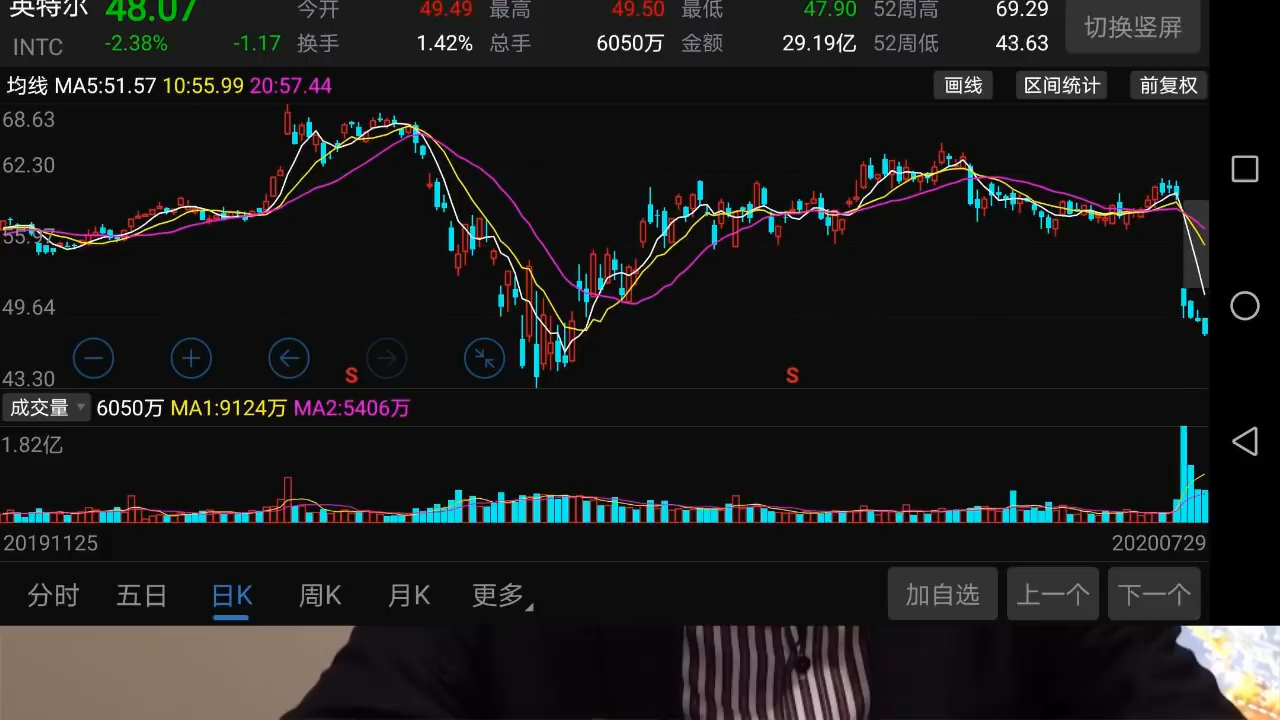 英特尔 48.07 今开 49.49 最高 49.50 最低 47.90 52周高 69.29 切换竖屏
INTC -2.38% -1.17 换手 1.42% 总手 6050万 金额 29.19亿 52周低 43.63
均线 MA5:51.57 10:55.99 20:57.44 画线 区间统计 前复权
68.63
62.30
55.97
49.64
43.30
S S
成交量 6050万 MA1:9124万 MA2:5406万
1.82亿
20191125 20200729
分时 五日 日K 周K 月K 更多 加自选 上一个 下一个